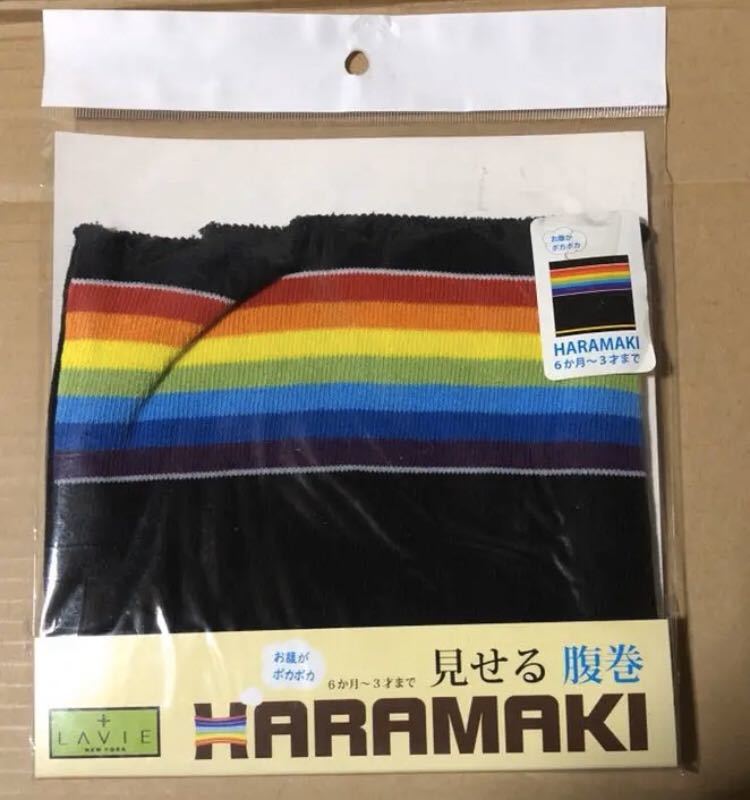 お腹が
ポカポカ
HARAMAKI
6か月～3才まで
お腹が
ポカポカ
6か月～3才まで
見せる 腹巻
HARAMAKI
LAVIE
NEW YORK